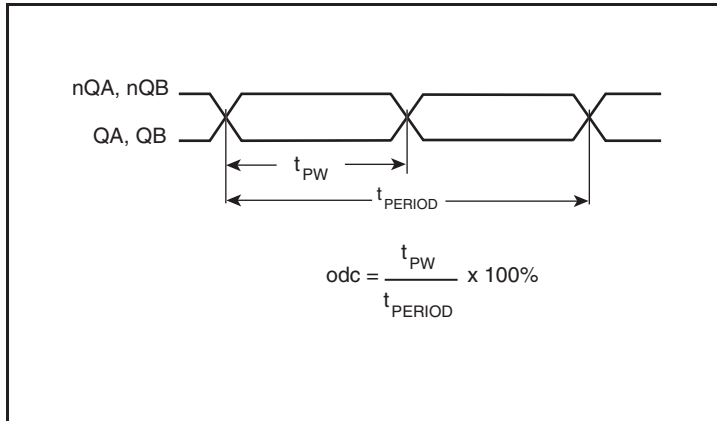 nQA, nQB
QA, QB
tPW
tPERIOD
odc = tPW / tPERIOD x 100%